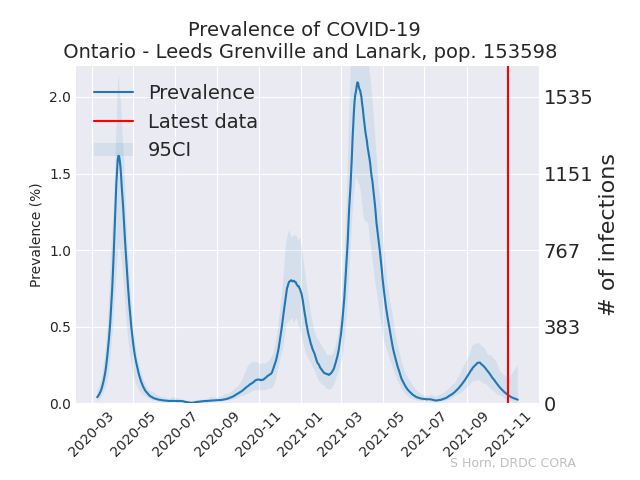 Prevalence of COVID-19
Ontario - Leeds Grenville and Lanark, pop. 153598
Prevalence
Latest data
95CI
Prevalence (%)
2.0
1.5
1.0
0.5
0.0
1535
1151
767
383
0
# of infections
2020-03
2020-05
2020-07
2020-09
2020-11
2021-01
2021-03
2021-05
2021-07
2021-09
2021-11
S Horn, DRDC CORA